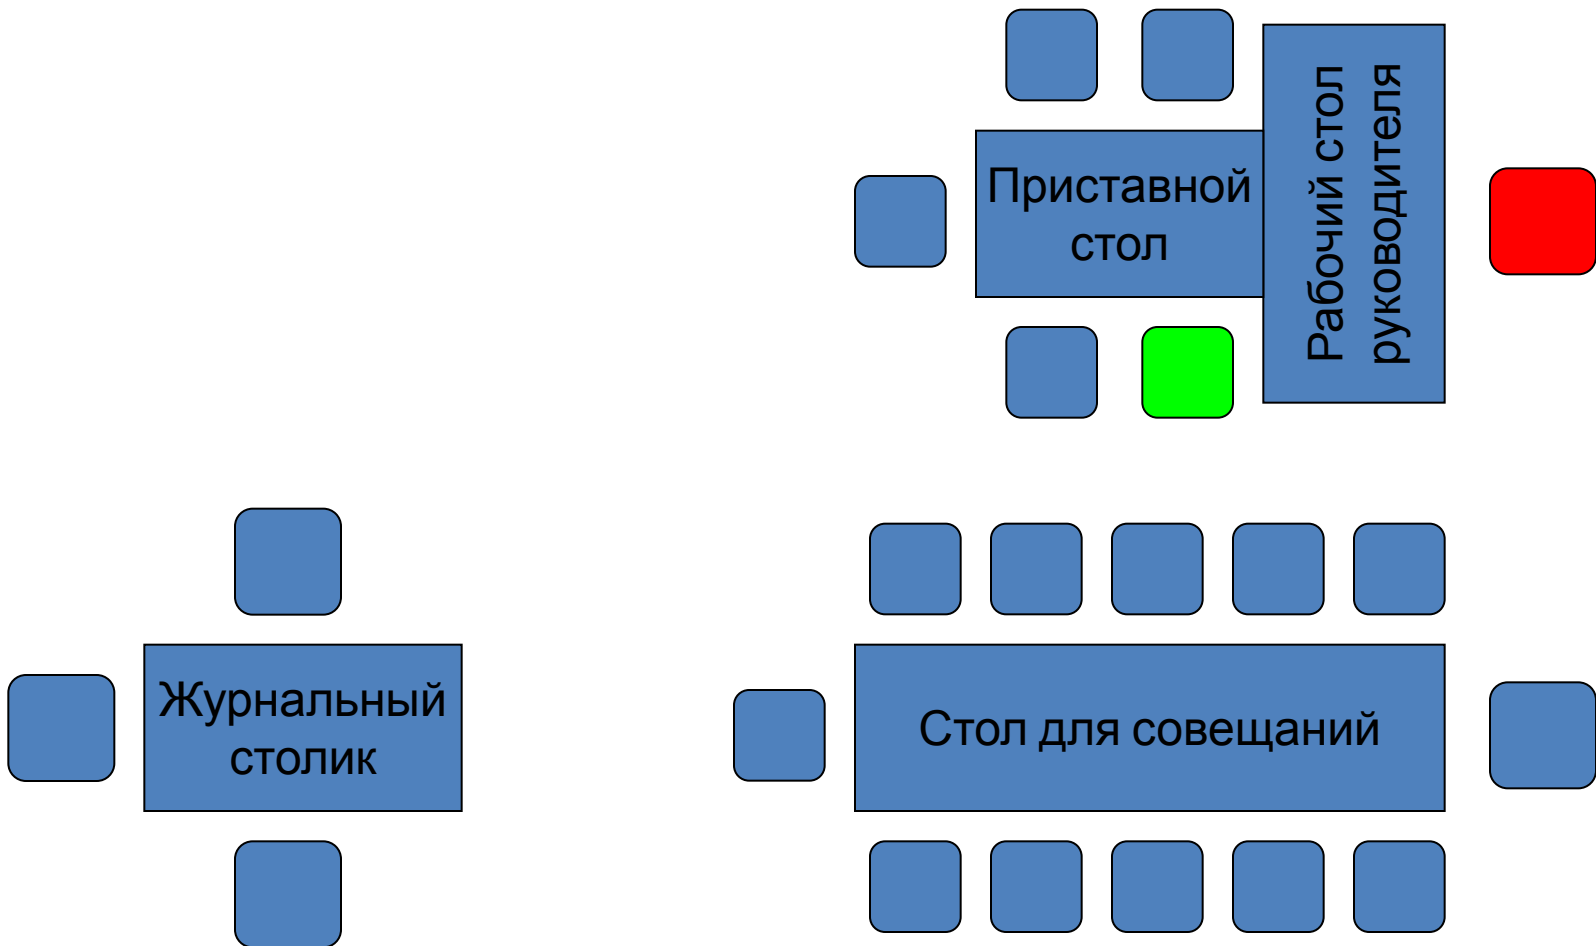 Приставной
стол
Рабочий стол
руководителя
Журнальный
столик
Стол для совещаний